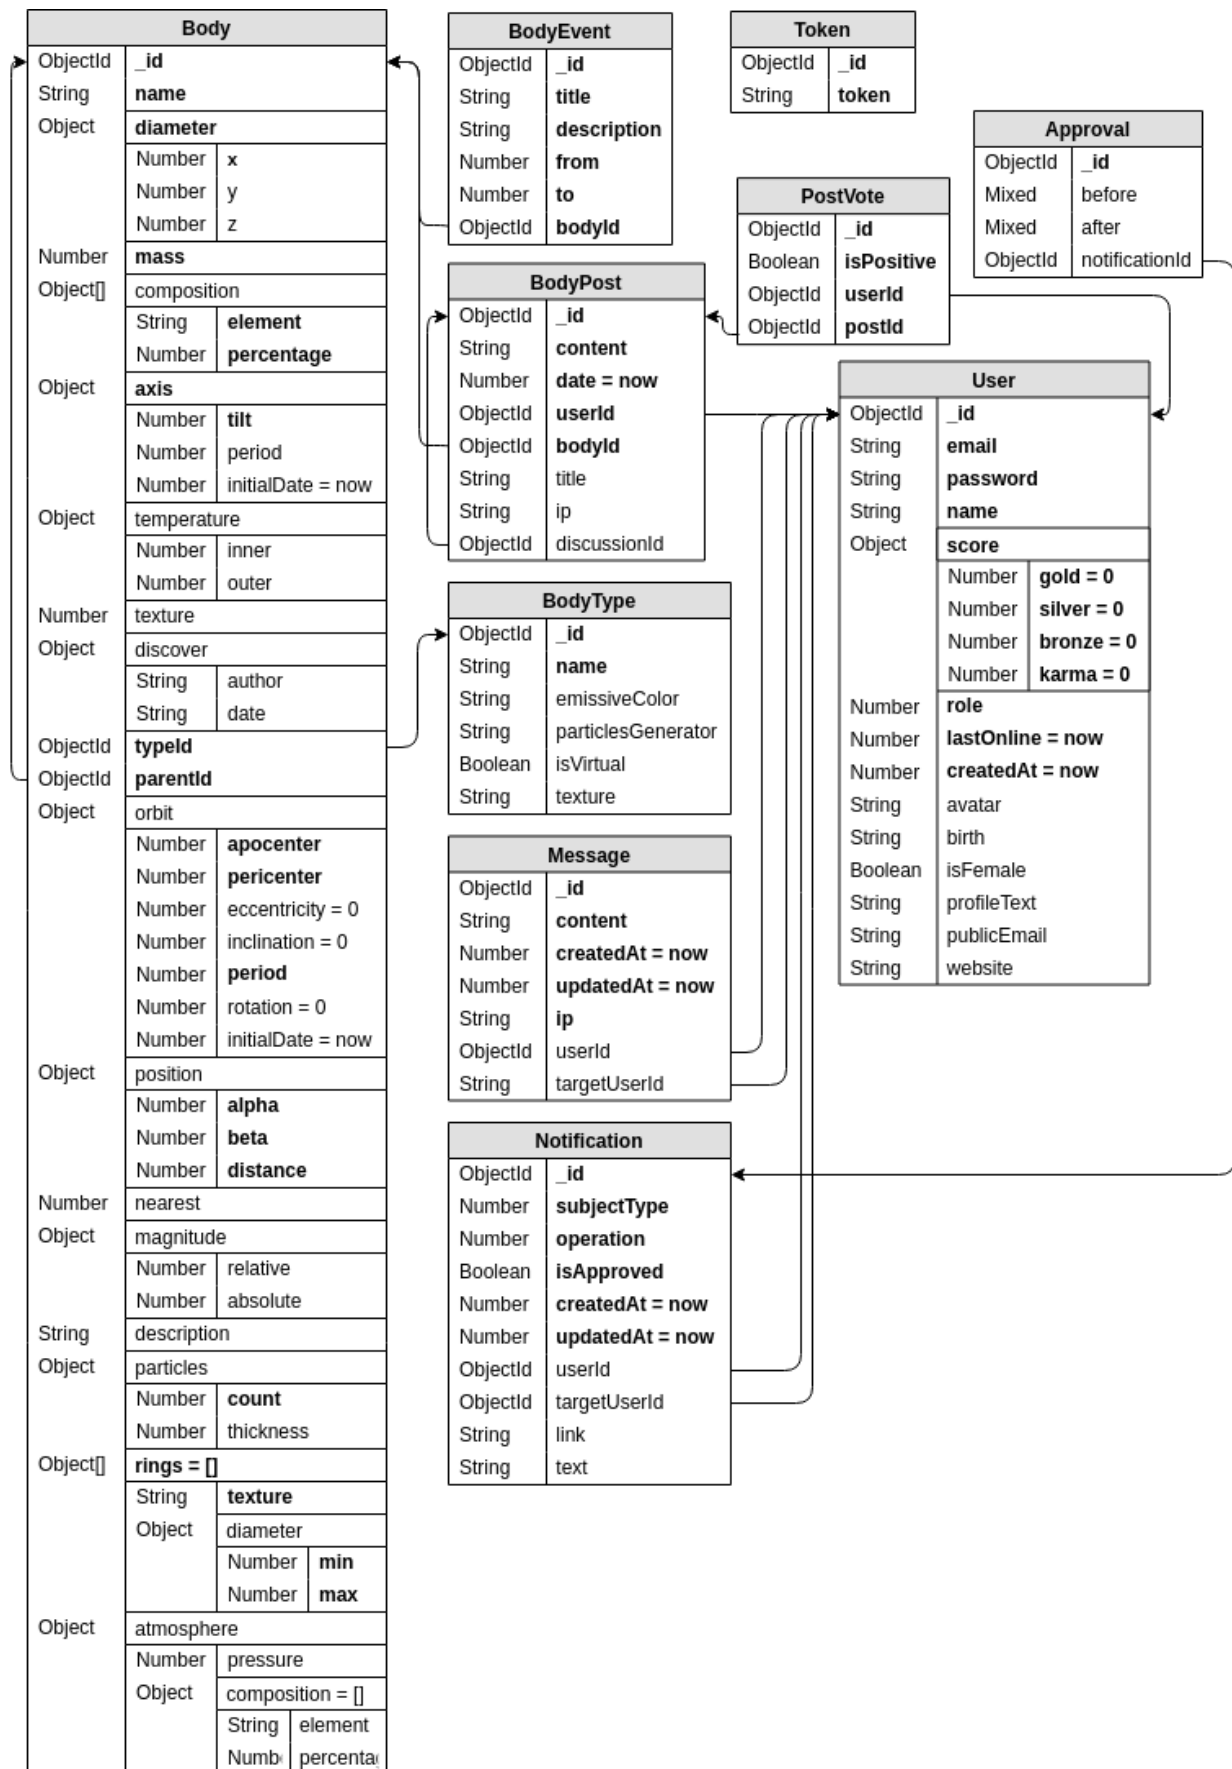 Body
ObjectId _id
String name
Object diameter
Number x
Number y
Number z
Number mass
Object[] composition
String element
Number percentage
Object axis
Number tilt
Number period
Number initialDate = now
Object temperature
Number inner
Number outer
Number texture
Object discover
String author
String date
ObjectId typeId
ObjectId parentId
Object orbit
Number apocenter
Number pericenter
Number eccentricity = 0
Number inclination = 0
Number period
Number rotation = 0
Number initialDate = now
Object position
Number alpha
Number beta
Number distance
Number nearest
Object magnitude
Number relative
Number absolute
String description
Object particles
Number count
Number thickness
Object[] rings = []
String texture
Object diameter
Number min
Number max
Object atmosphere
Number pressure
Object composition = []
String element
BodyEvent
ObjectId _id
String title
String description
Number from
Number to
ObjectId bodyId
BodyPost
ObjectId _id
String content
Number date = now
ObjectId userId
ObjectId bodyId
String title
String ip
ObjectId discussionId
BodyType
ObjectId _id
String name
String emissiveColor
String particlesGenerator
Boolean isVirtual
String texture
Message
ObjectId _id
String content
Number createdAt = now
Number updatedAt = now
String ip
ObjectId userId
String targetUserId
Notification
ObjectId _id
Number subjectType
Number operation
Boolean isApproved
Number createdAt = now
Number updatedAt = now
ObjectId userId
ObjectId targetUserId
String link
String text
Token
ObjectId _id
String token
PostVote
ObjectId _id
Boolean isPositive
ObjectId userId
ObjectId postId
Approval
ObjectId _id
Mixed before
Mixed after
ObjectId notificationId
User
ObjectId _id
String email
String password
String name
Object score
Number gold = 0
Number silver = 0
Number bronze = 0
Number karma = 0
Number role
Number lastOnline = now
Number createdAt = now
String avatar
String birth
Boolean isFemale
String profileText
String publicEmail
String website